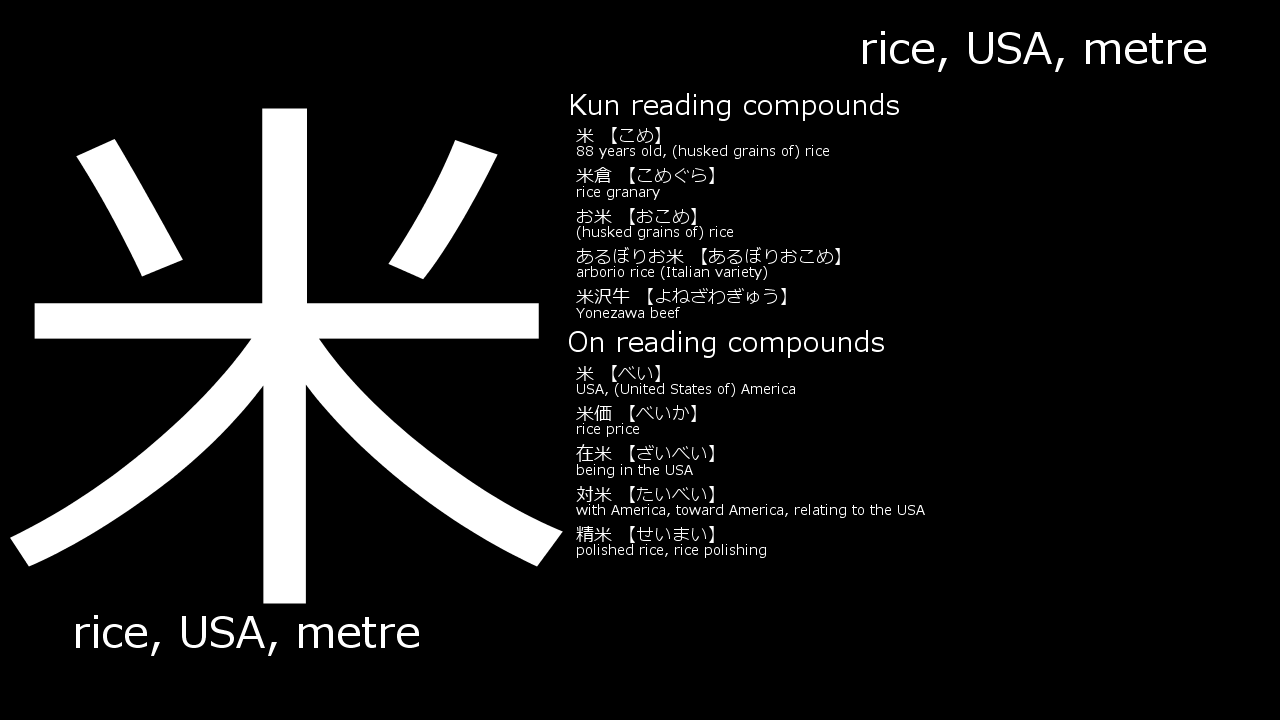 rice, USA, metre
米
Kun reading compounds
米 【こめ】
88 years old, (husked grains of) rice
米倉 【こめぐら】
rice granary
お米 【おこめ】
(husked grains of) rice
あるぼりお米 【あるぼりおこめ】
arborio rice (Italian variety)
米沢牛 【よねざわぎゅう】
Yonezawa beef
On reading compounds
米 【べい】
USA, (United States of) America
米価 【べいか】
rice price
在米 【ざいべい】
being in the USA
対米 【たいべい】
with America, toward America, relating to the USA
精米 【せいまい】
polished rice, rice polishing
rice, USA, metre